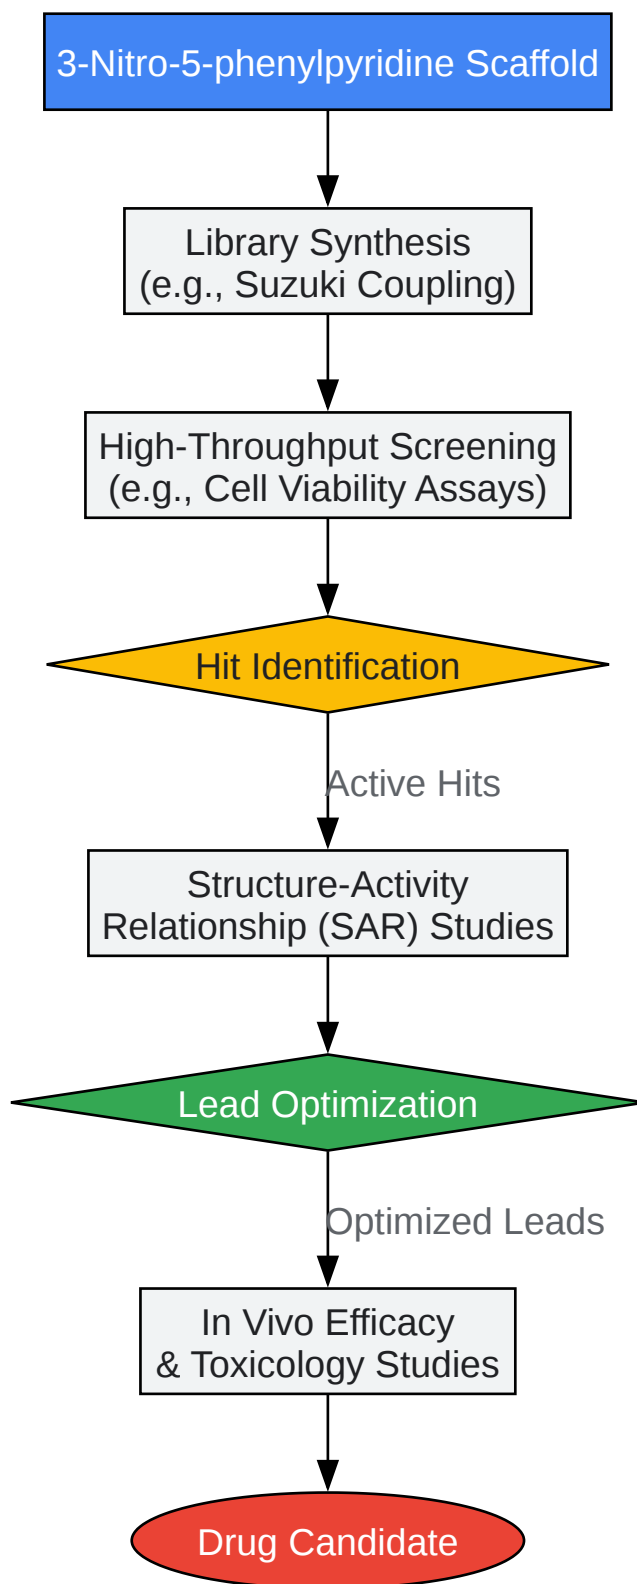 3-Nitro-5-phenylpyridine Scaffold
Library Synthesis
(e.g., Suzuki Coupling)
High-Throughput Screening
(e.g., Cell Viability Assays)
Hit Identification
Active Hits
Structure-Activity
Relationship (SAR) Studies
Lead Optimization
Optimized Leads
In Vivo Efficacy
& Toxicology Studies
Drug Candidate